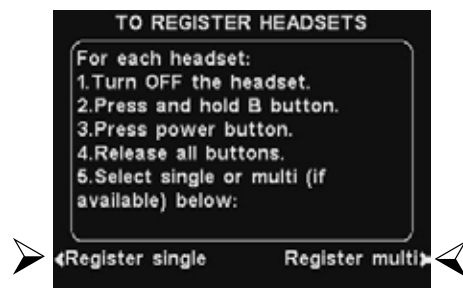 TO REGISTER HEADSETS
For each headset:
1.Turn OFF the headset.
2.Press and hold B button.
3.Press power button.
4.Release all buttons.
5.Select single or multi (if
available) below:
Register single Register multi